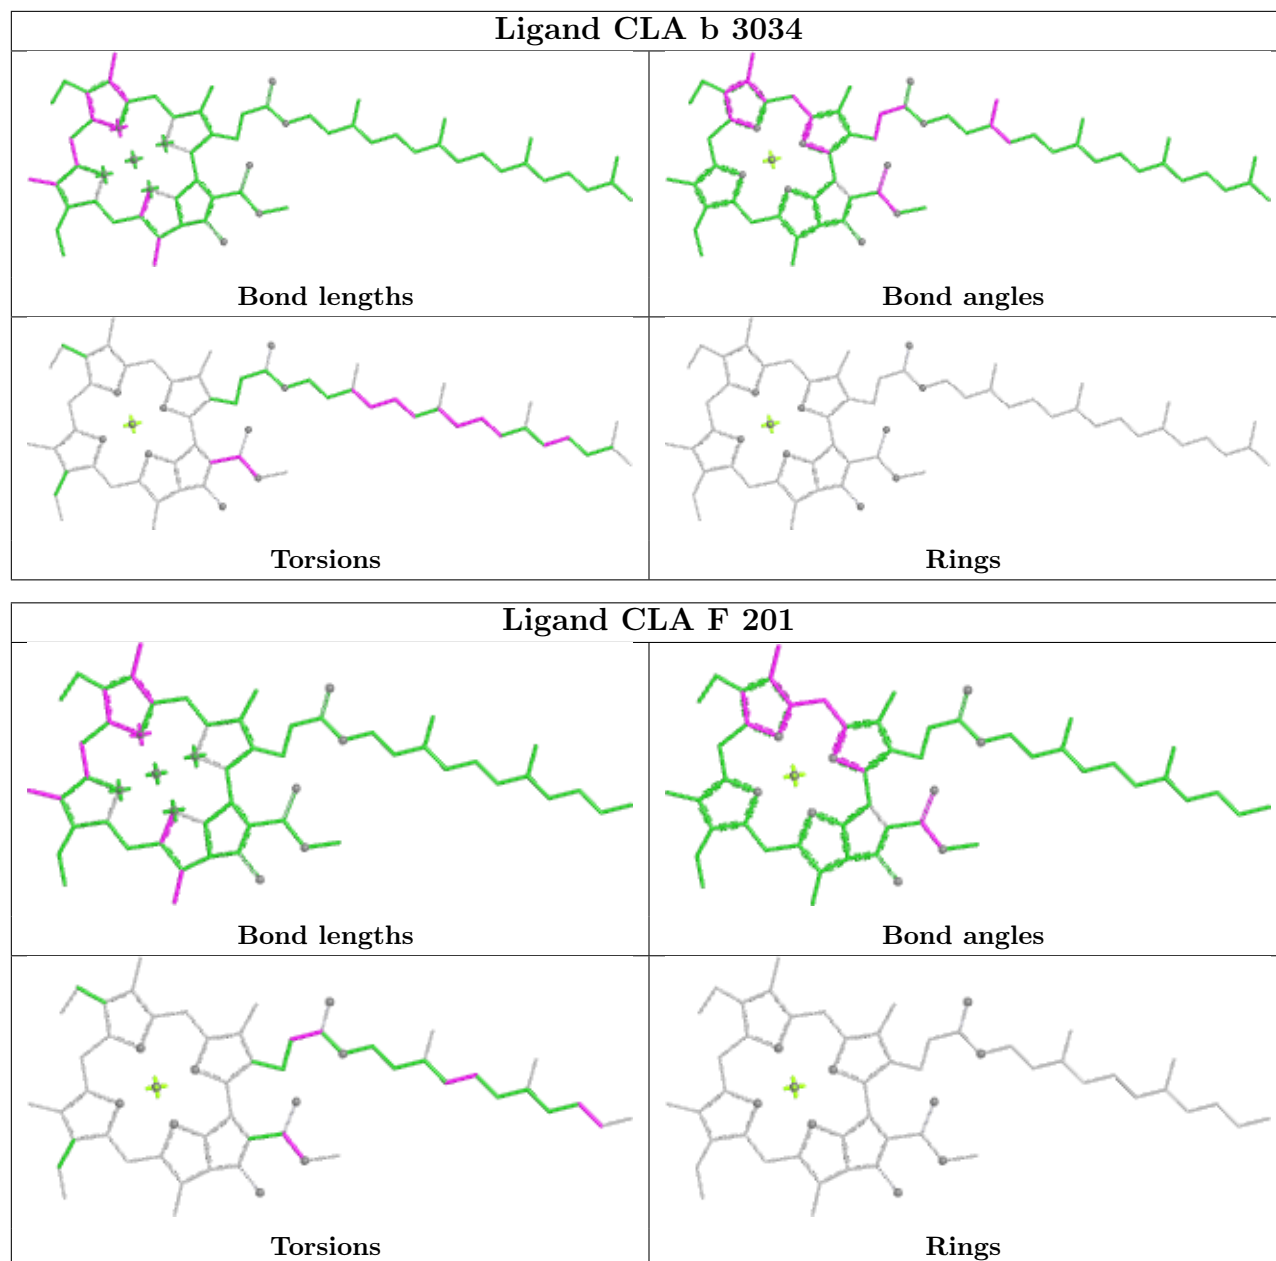 Ligand CLA b 3034
Bond lengths
Bond angles
Torsions
Rings
Ligand CLA F 201
Bond lengths
Bond angles
Torsions
Rings